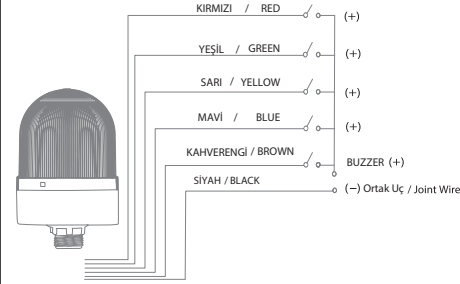 KIRMIZI / RED (+)
YEŞİL / GREEN (+)
SARI / YELLOW (+)
MAVİ / BLUE (+)
KAHVERENGİ / BROWN BUZZER (+)
SİYAH / BLACK (−) Ortak Uç / Joint Wire